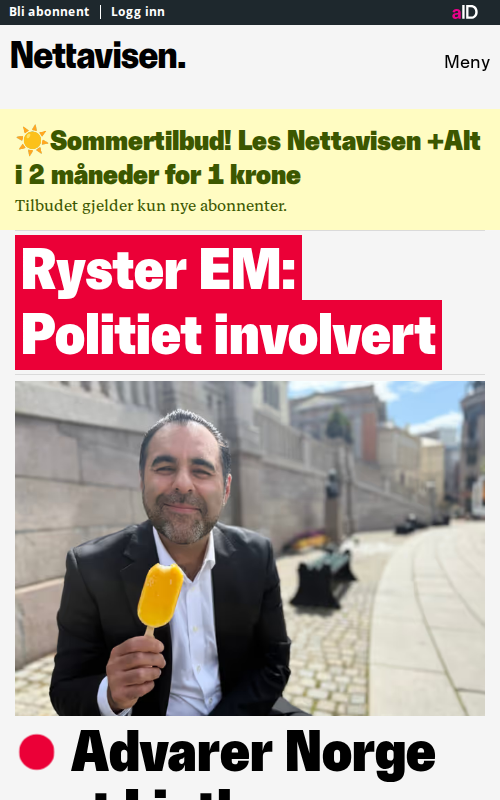 Bli abonnent
Logg inn
aID
Nettavisen.
Meny
Sommertilbud! Les Nettavisen +Alt
i 2 måneder for 1 krone
Tilbudet gjelder kun nye abonnenter.
Ryster EM:
Politiet involvert
Advarer Norge